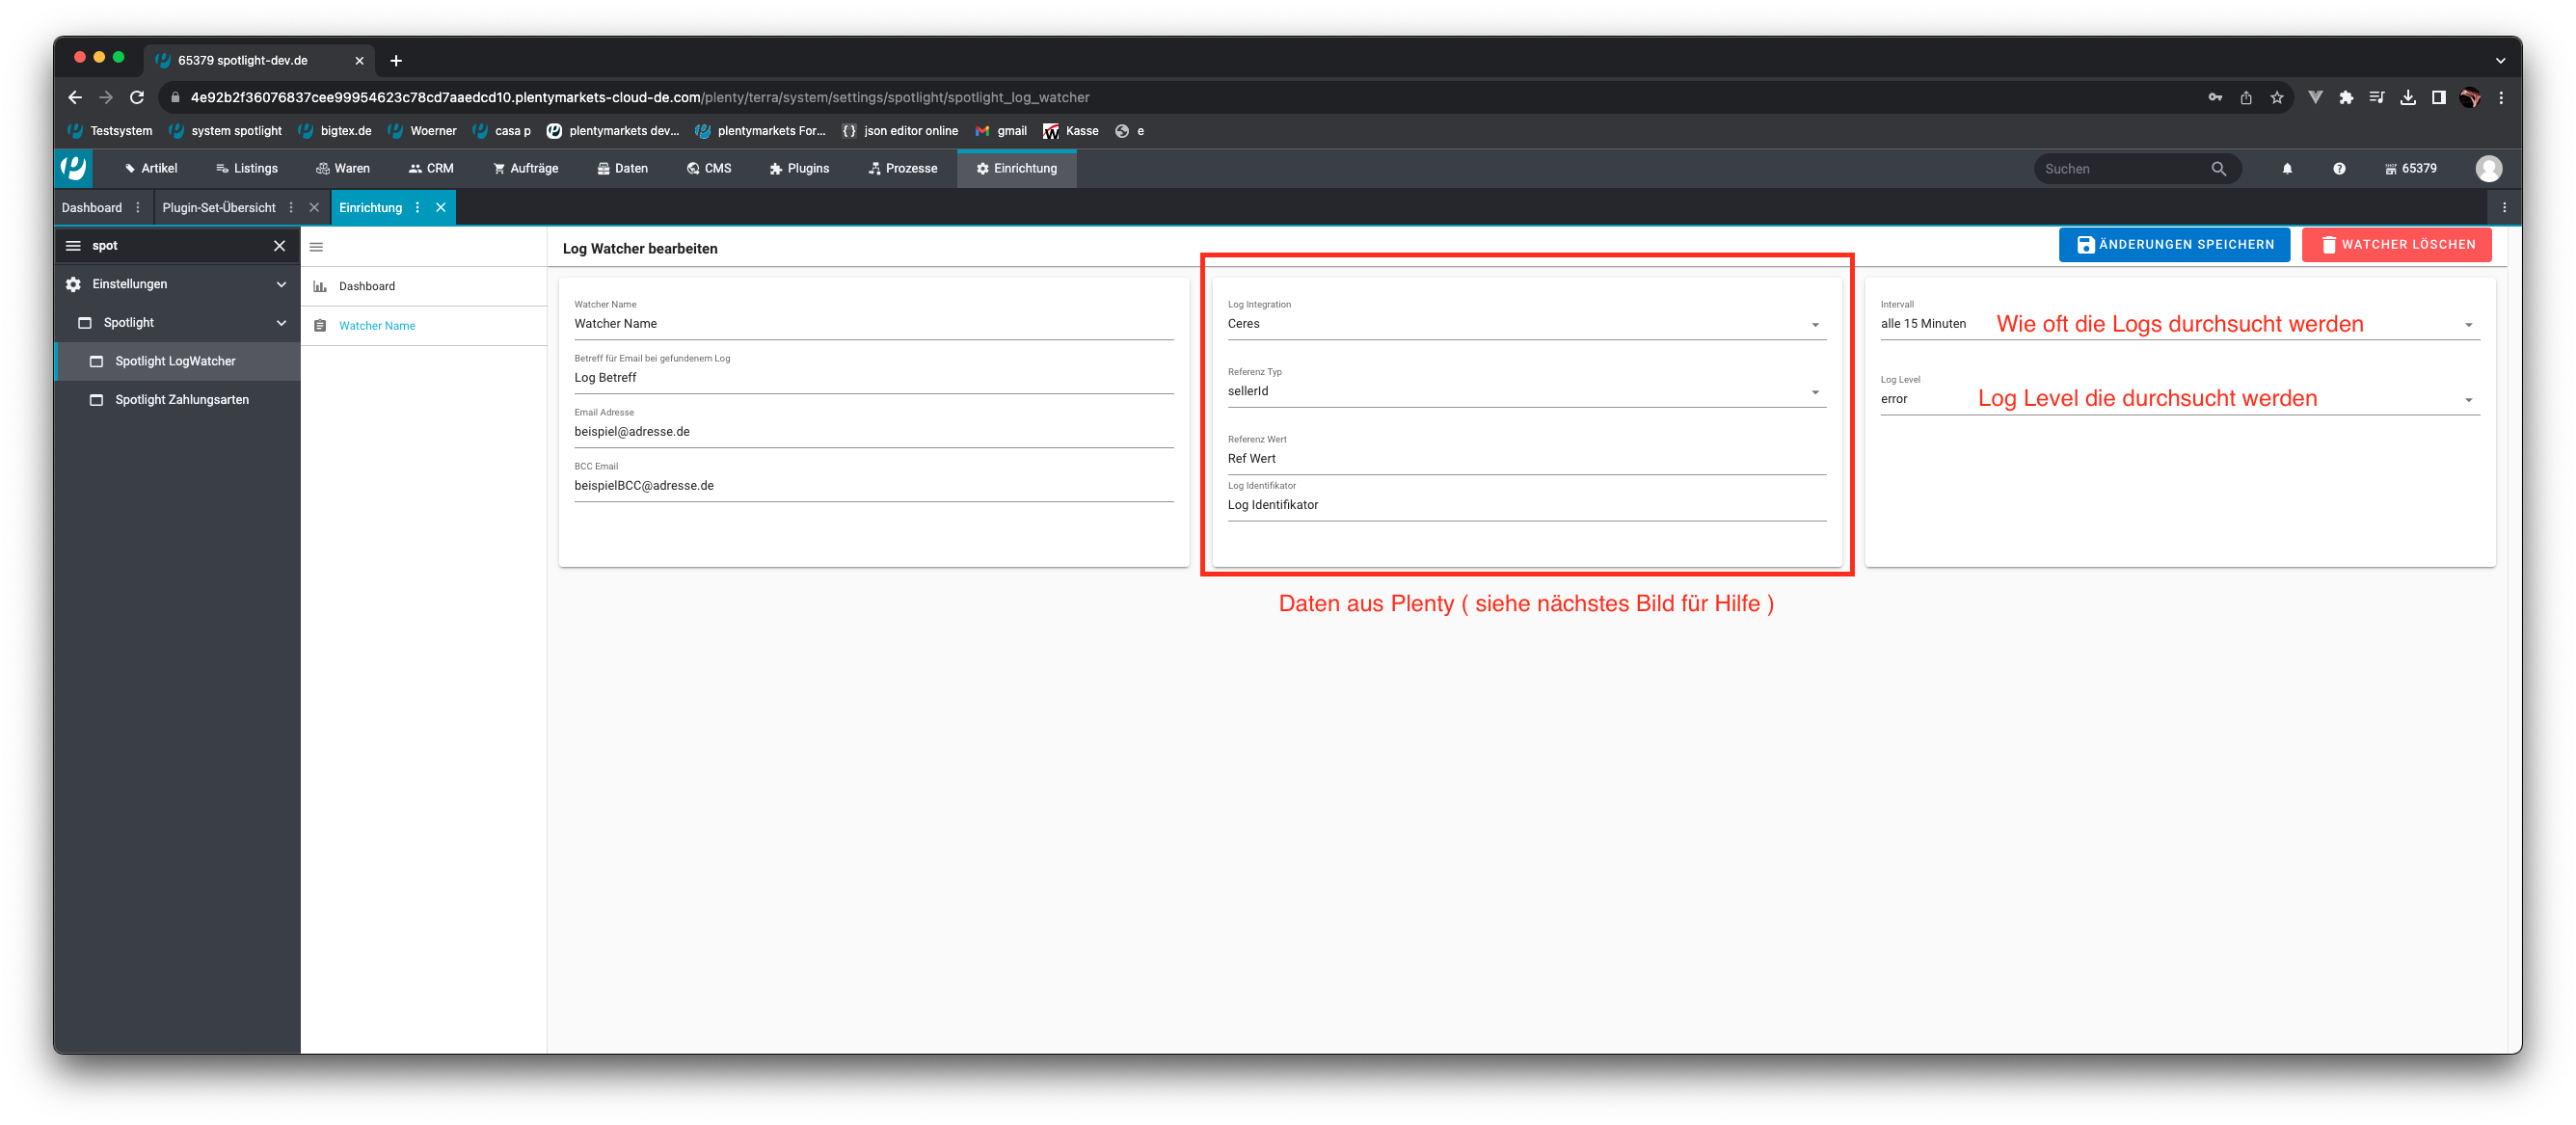 65379 spotlight-dev.de
4e92b2f36076837cee99954623c78cd7aaedcd10.plentymarkets-cloud-de.com/plenty/terra/system/settings/spotlight/spotlight_log_watcher
Testsystem system spotlight bigtex.de Woerner casa p plentymarkets dev... plentymarkets For... json editor online gmail Kasse e
Artikel Listings Waren CRM Aufträge Daten CMS Plugins Prozesse Einrichtung Suchen 65379
Dashboard Plugin-Set-Übersicht Einrichtung
spot
Einstellungen
Spotlight
Spotlight LogWatcher
Spotlight Zahlungsarten
Dashboard
Watcher Name
Log Watcher bearbeiten
ÄNDERUNGEN SPEICHERN
WATCHER LÖSCHEN
Watcher Name
Watcher Name
Betreff für Email bei gefundenem Log
Log Betreff
Email Adresse
beispiel@adresse.de
BCC Email
beispielBCC@adresse.de
Log Integration
Ceres
Referenz Typ
sellerId
Referenz Wert
Ref Wert
Log Identifikator
Log Identifikator
Daten aus Plenty ( siehe nächstes Bild für Hilfe )
Intervall
alle 15 Minuten Wie oft die Logs durchsucht werden
Log Level
error Log Level die durchsucht werden